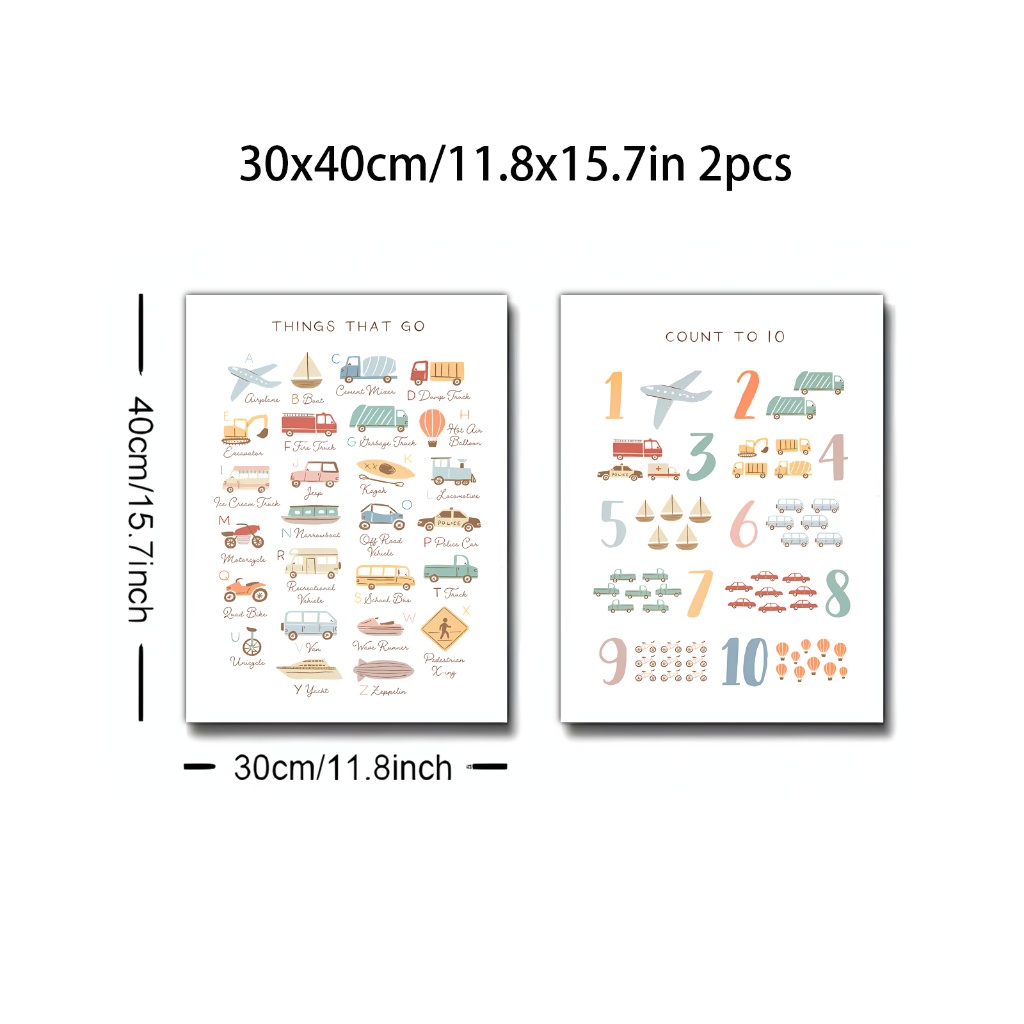 30x40cm/11.8x15.7in 2pcs
40cm/15.7inch
30cm/11.8inch
THINGS THAT GO
A
Airplane
B Boat
C
Cement Mixer
D Dump Truck
E
Excavator
F Fire Truck
G Garbage Truck
H
Hot Air
Balloon
I
Ice Cream Truck
J
Jeep
K
Kayak
L Locomotive
M
Motorcycle
N Narrowboat
O
Off Road
Vehicle
POLICE
P Police Car
Q
Quad Bike
R
Recreational
Vehicle
S School Bus
T Truck
U
Unicycle
V Van
W
Wave Runner
X
Pedestrian
X-ing
Y Yacht
Z Zeppelin
COUNT TO 10
1
2
3
POLICE
4
5
6
7
8
9
10